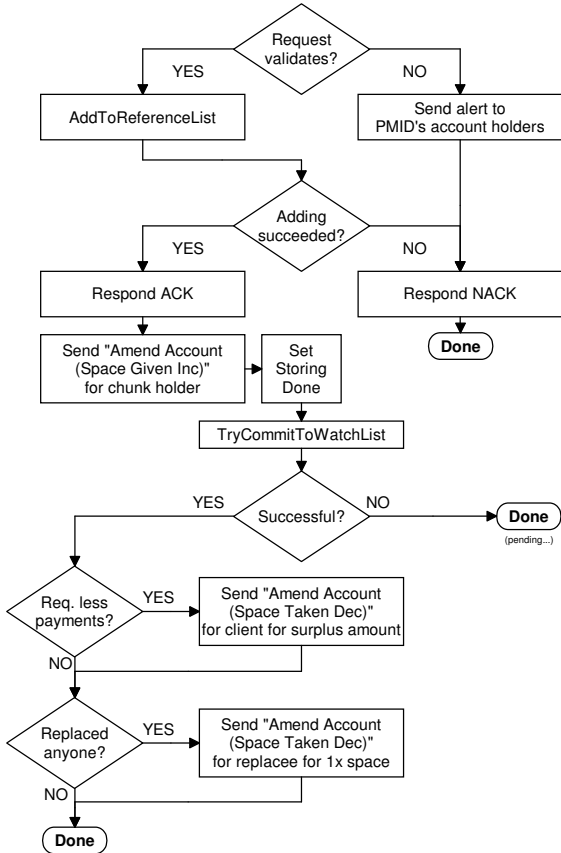 Request
validates?
YES
NO
AddToReferenceList
Send alert to
PMID's account holders
Adding
succeeded?
YES
NO
Respond ACK
Respond NACK
Send "Amend Account
(Space Given Inc)"
for chunk holder
Set
Storing
Done
Done
TryCommitToWatchList
YES
Successful?
NO
Done
(pending...)
Req. less
payments?
YES
Send "Amend Account
(Space Taken Dec)"
for client for surplus amount
NO
Replaced
anyone?
YES
Send "Amend Account
(Space Taken Dec)"
for replacee for 1x space
NO
Done